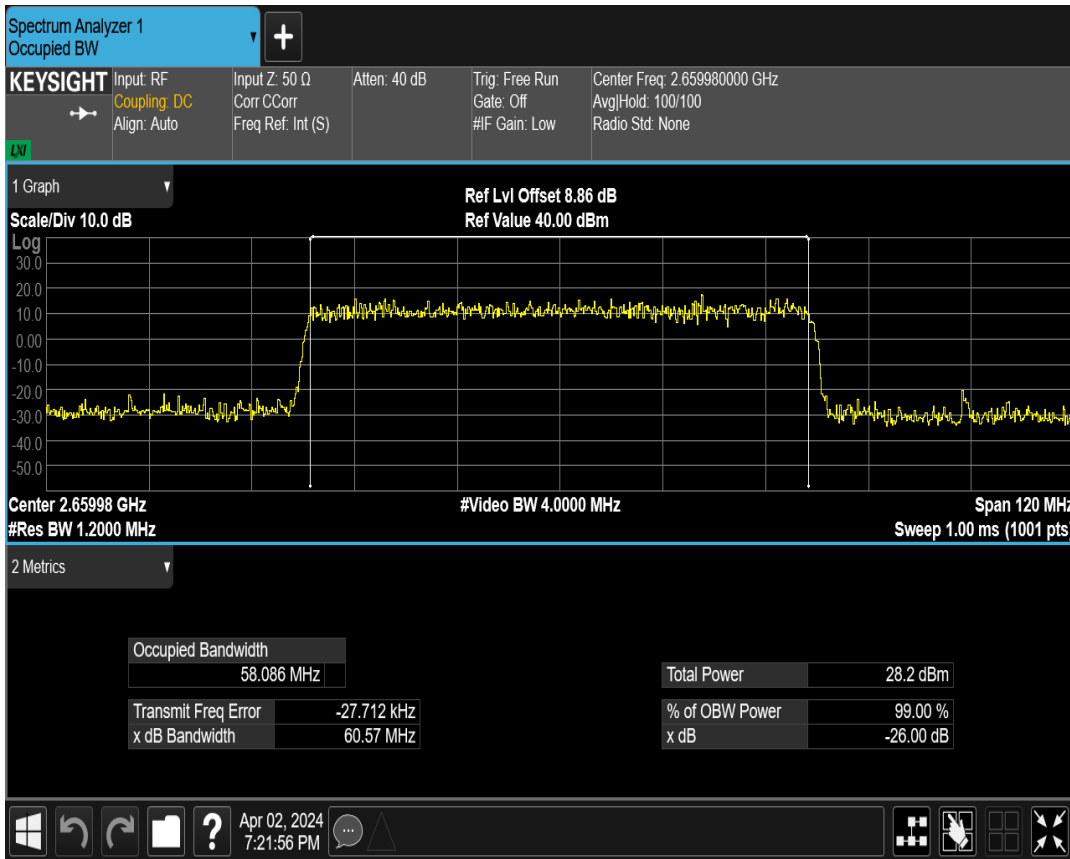 Spectrum Analyzer 1
Occupied BW
+
KEYSIGHT
LXI
Input: RF
Coupling: DC
Align: Auto
Input Z: 50 Ω
Corr CCorr
Freq Ref: Int (S)
Atten: 40 dB
Trig: Free Run
Gate: Off
#IF Gain: Low
Center Freq: 2.659980000 GHz
Avg|Hold: 100/100
Radio Std: None
1 Graph
Scale/Div 10.0 dB
Ref Lvl Offset 8.86 dB
Ref Value 40.00 dBm
Log
30.0
20.0
10.0
0.00
-10.0
-20.0
-30.0
-40.0
-50.0
Center 2.65998 GHz
#Video BW 4.0000 MHz
Span 120 MHz
#Res BW 1.2000 MHz
Sweep 1.00 ms (1001 pts)
2 Metrics
Occupied Bandwidth
58.086 MHz
Total Power 28.2 dBm
Transmit Freq Error -27.712 kHz
% of OBW Power 99.00 %
x dB Bandwidth 60.57 MHz
x dB -26.00 dB
?
Apr 02, 2024
7:21:56 PM